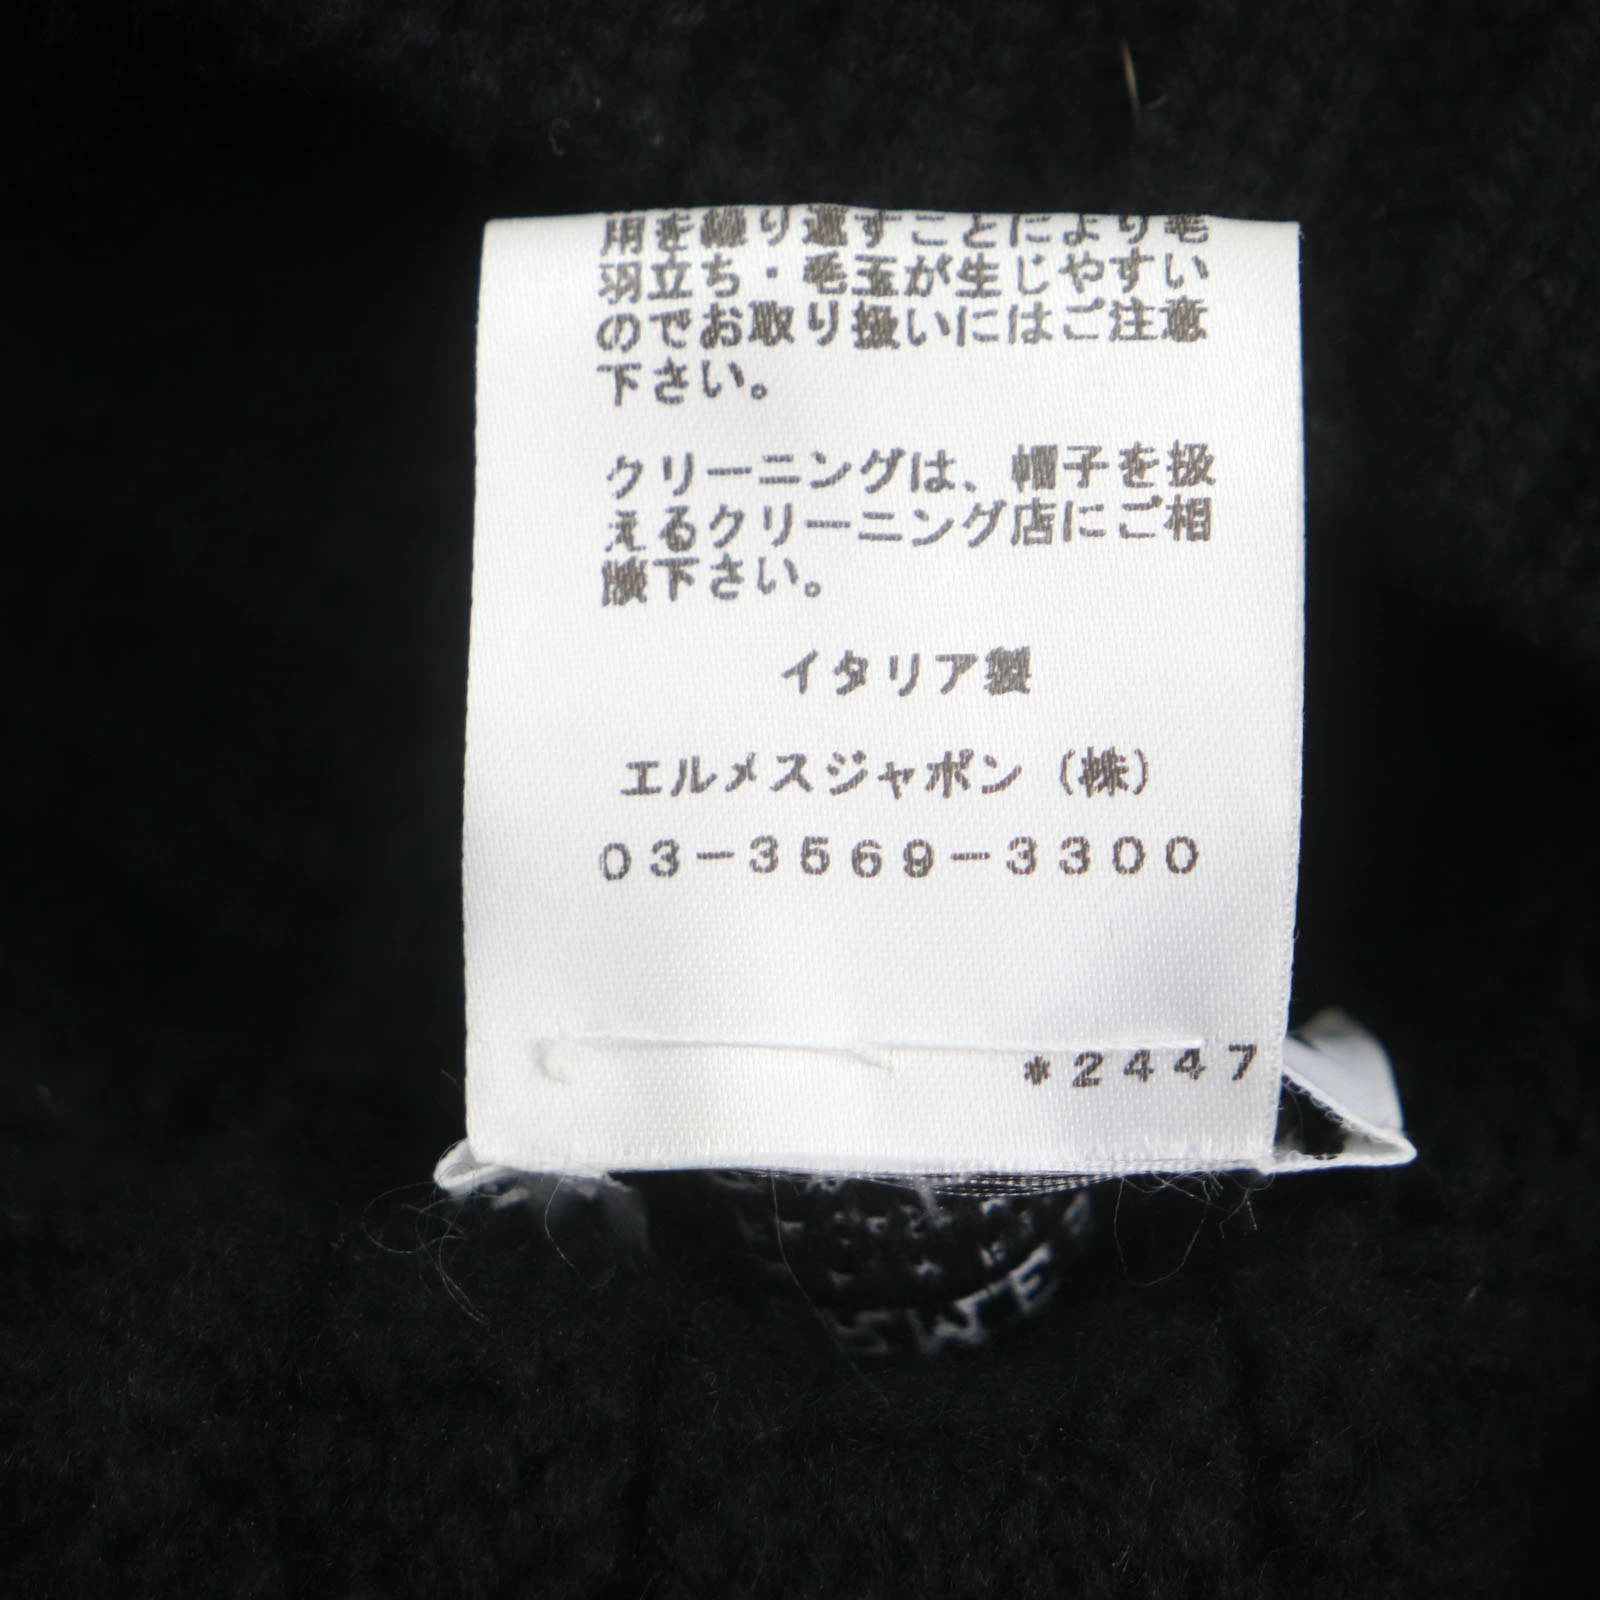 用を繰り返すことにより毛
羽立ち・毛玉が生じやすい
のでお取り扱いにはご注意
下さい。
クリーニングは、帽子を扱
えるクリーニング店にご相
談下さい。
イタリア製
エルメスジャポン(株)
03-3569-3300
*2447